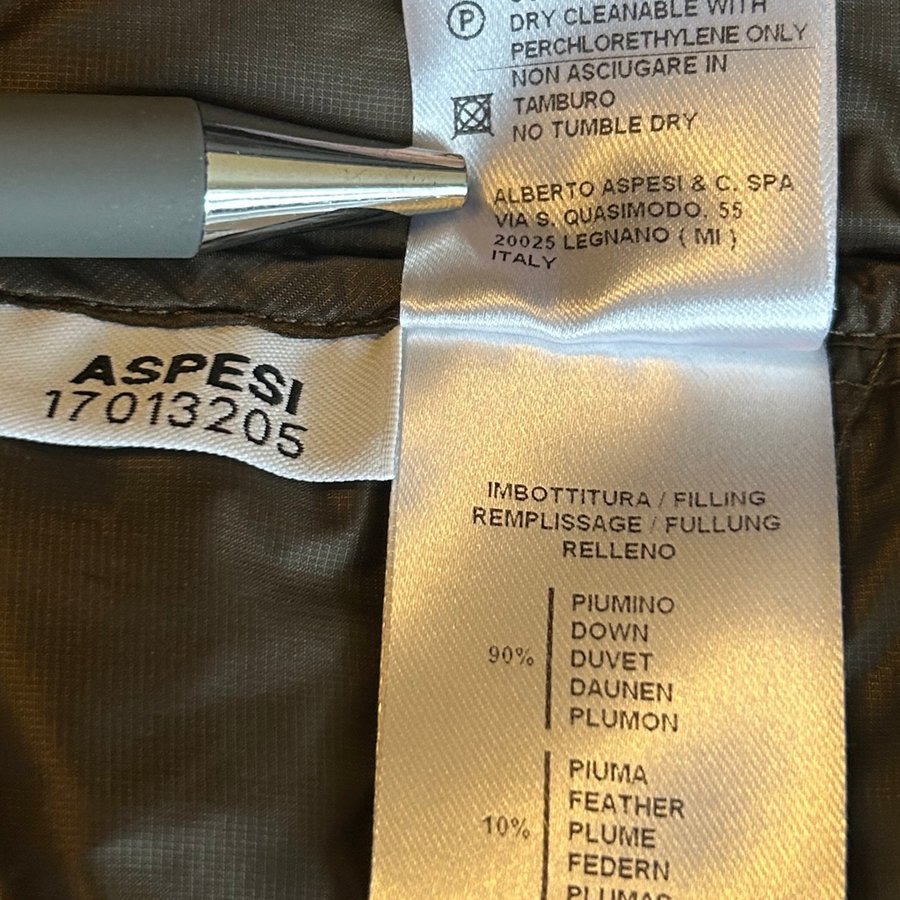 P
DRY CLEANABLE WITH
PERCHLORETHYLENE ONLY
NON ASCIUGARE IN
TAMBURO
NO TUMBLE DRY
ALBERTO ASPESI & C. SPA
VIA S. QUASIMODO. 55
20025 LEGNANO ( MI )
ITALY
ASPESI
17013205
IMBOTTITURA / FILLING
REMPLISSAGE / FULLUNG
RELLENO
90%
PIUMINO
DOWN
DUVET
DAUNEN
PLUMON
10%
PIUMA
FEATHER
PLUME
FEDERN
PLUMAS